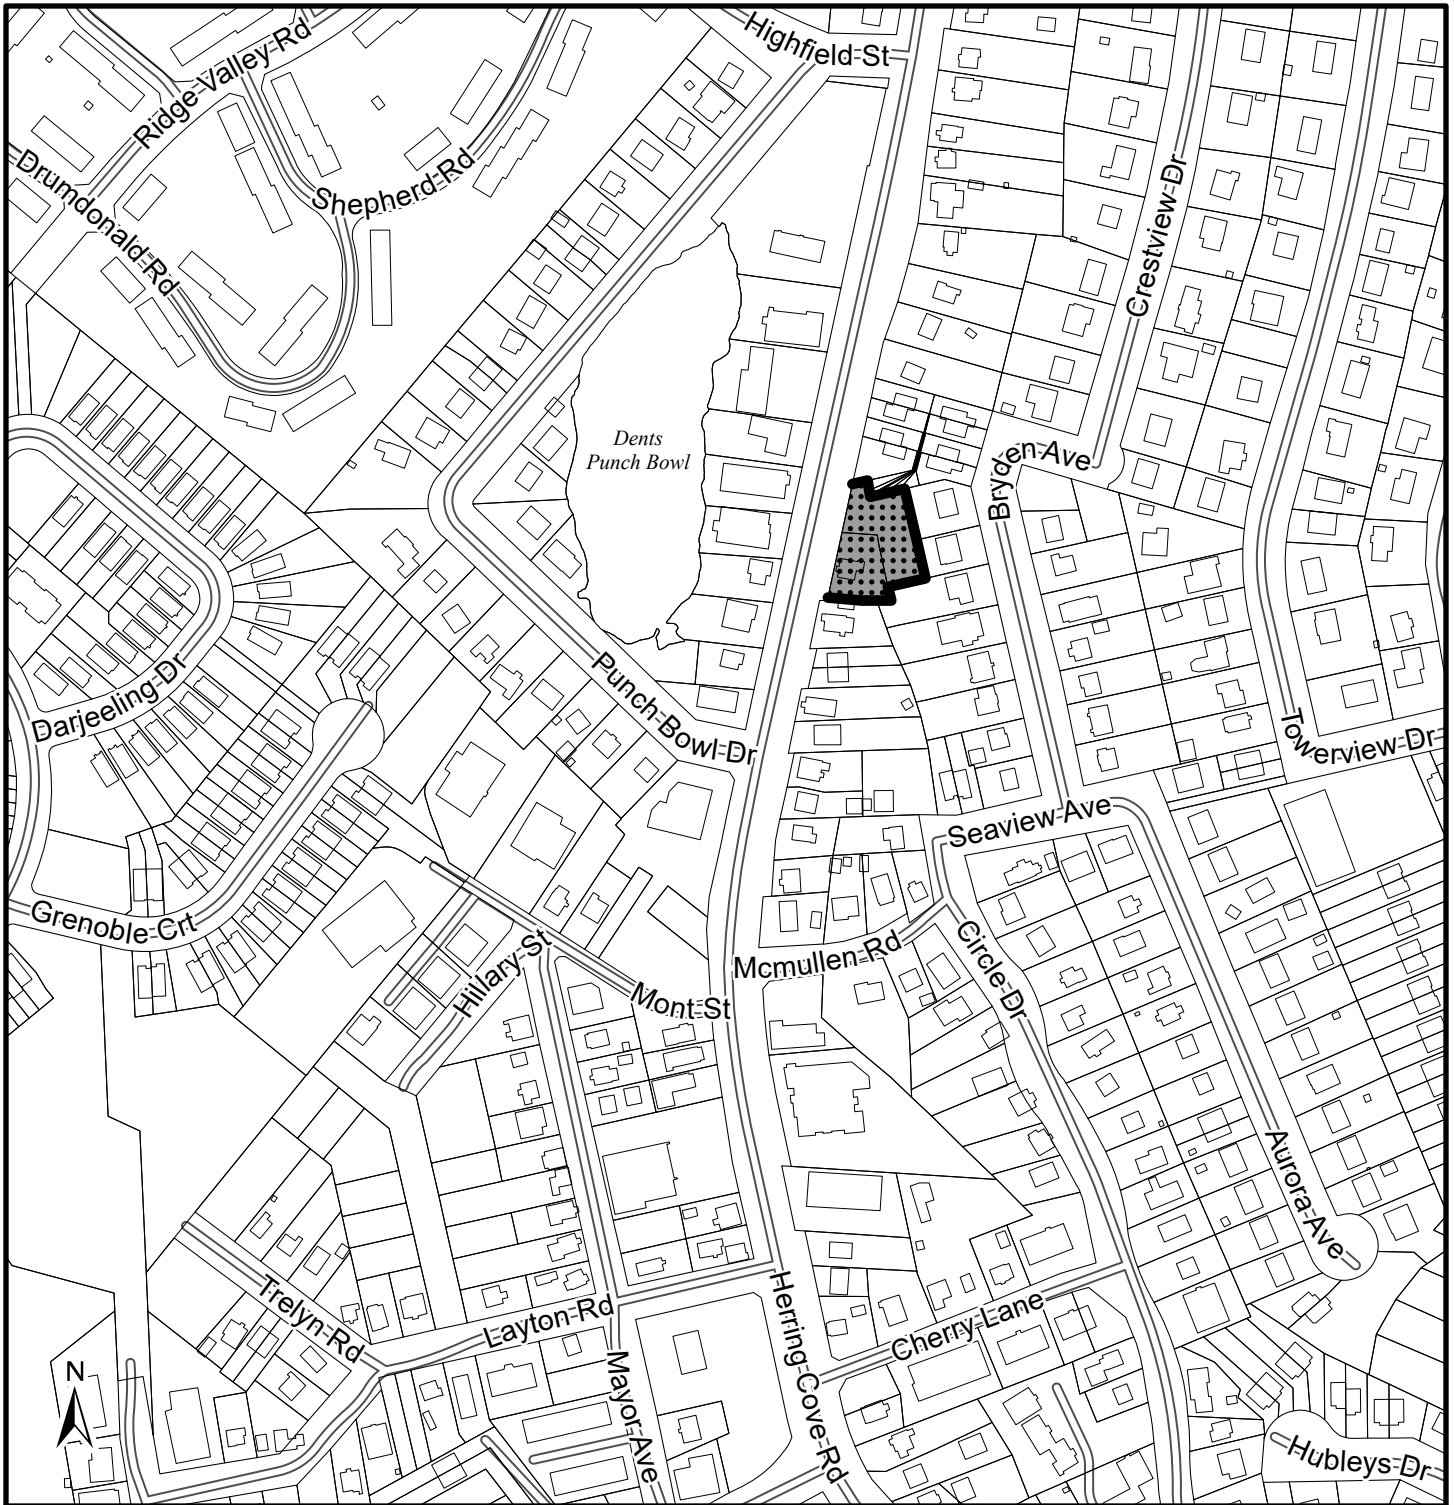 Highfield St
Ridge Valley Rd
Drumdonald Rd
Shepherd Rd
Crestview Dr
Dents
Punch Bowl
Bryden Ave
Darjeeling Dr
Punch Bowl Dr
Towerview Dr
Seaview Ave
Grenoble Crt
Hillary St
Mcmullen Rd
Circle Dr
Mont St
Aurora Ave
Trelyn Rd
Layton Rd
Herring Cove Rd
Cherry Lane
Mayor Ave
N
Hubleys Dr